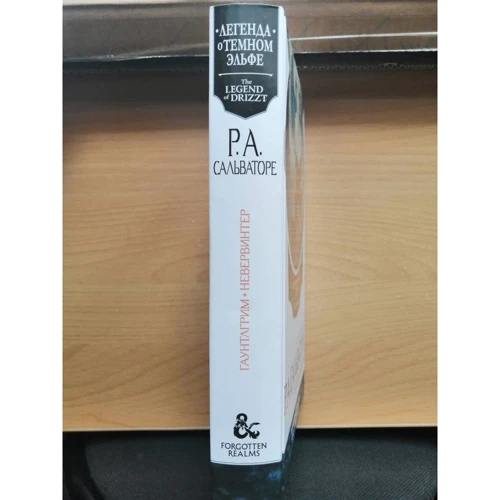 ЛЕГЕНДА
О ТЕМНОМ
ЭЛЬФЕ
The
LEGEND
of DRIZZT
Р.А.
САЛЬВАТОРЕ
ГАУНТЛГРИМ • НЕВЕРВИНТЕР
FORGOTTEN
REALMS